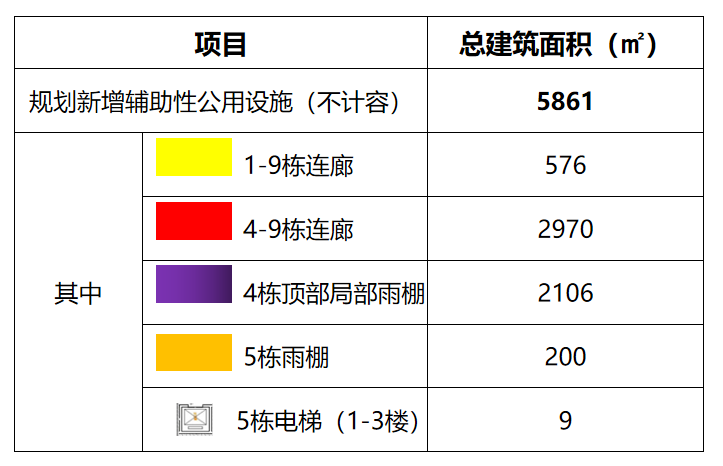 项目
总建筑面积（㎡）
规划新增辅助性公用设施（不计容）
5861
其中
1-9栋连廊
576
4-9栋连廊
2970
4栋顶部局部雨棚
2106
5栋雨棚
200
5栋电梯（1-3楼）
9